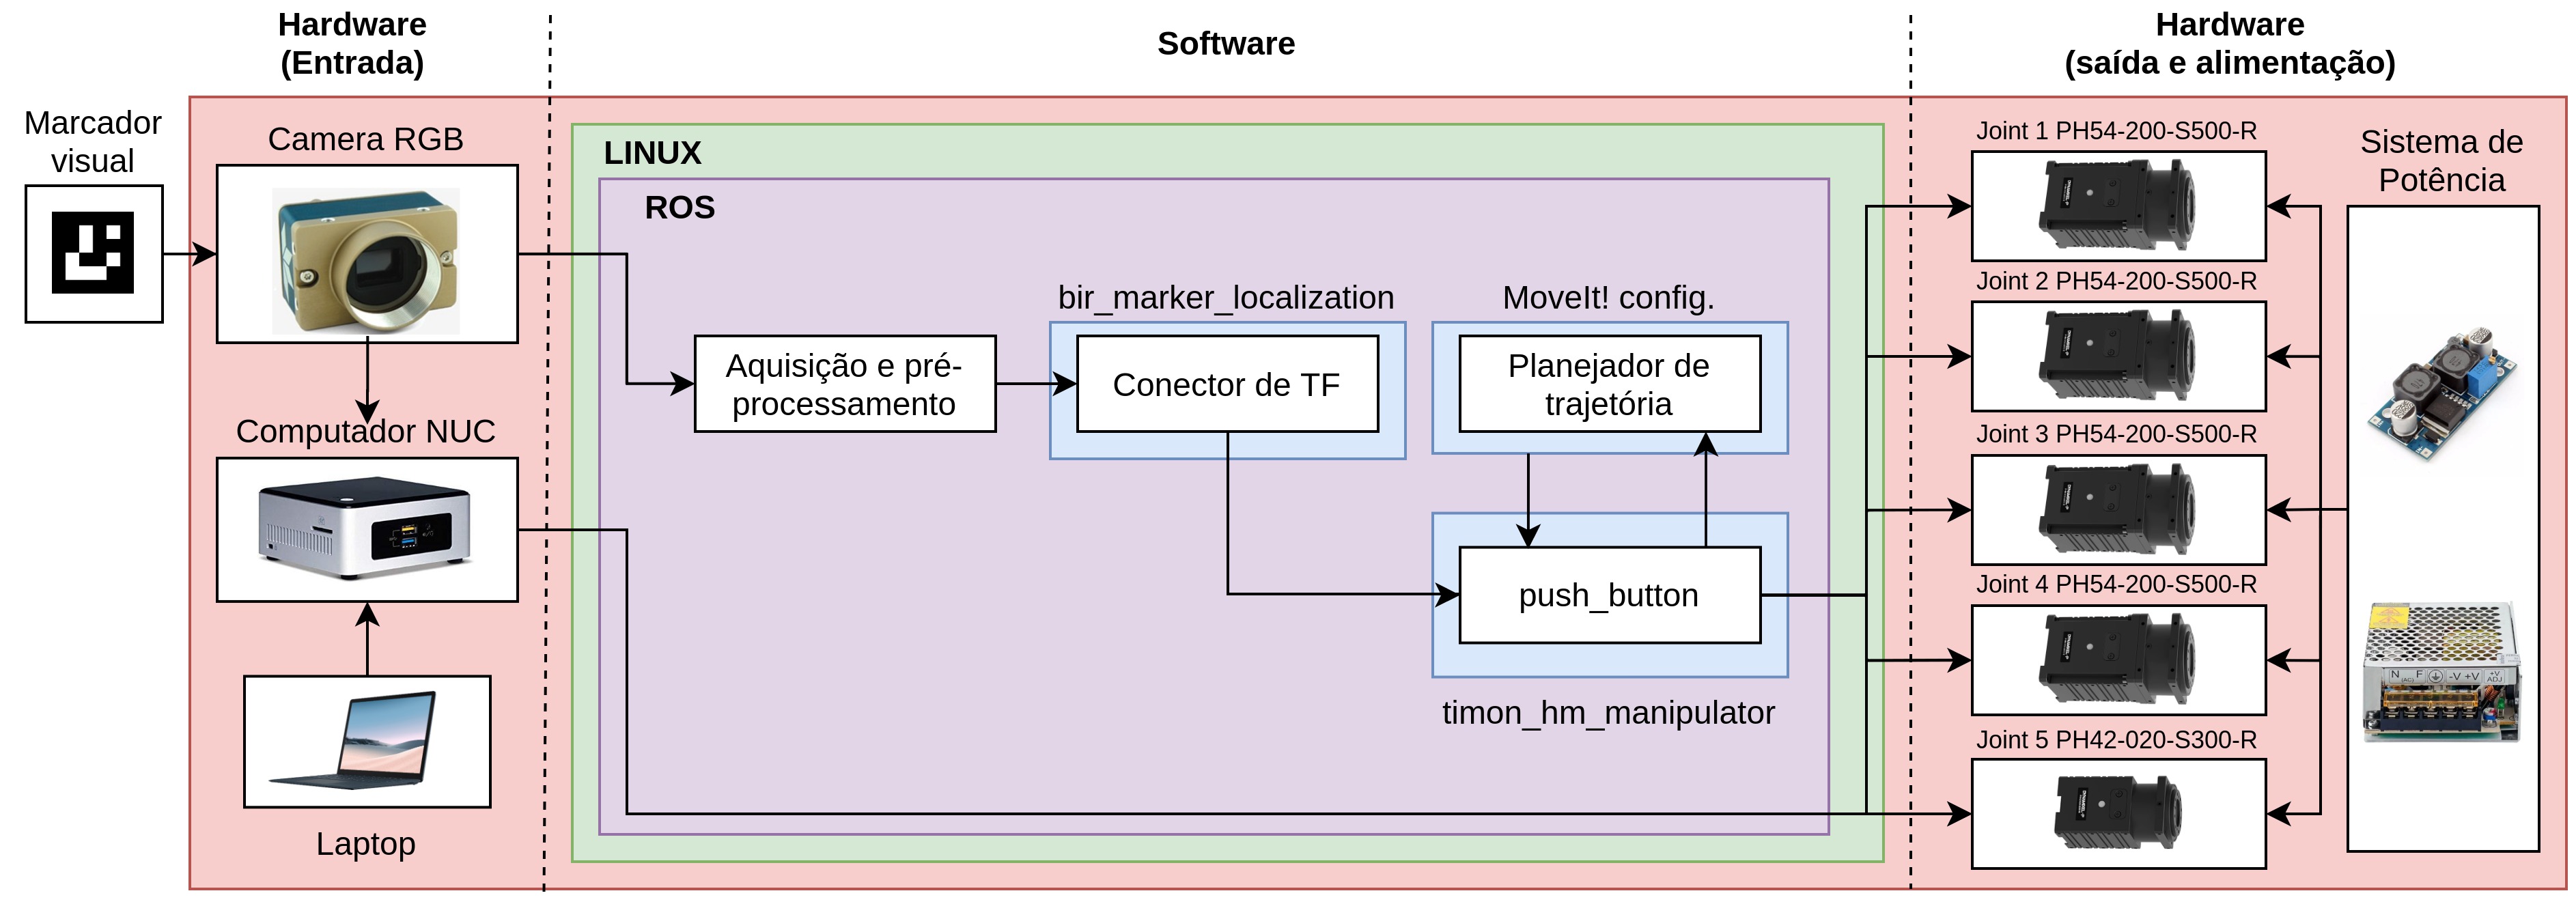 Hardware
(Entrada)
Software
Hardware
(saída e alimentação)
Marcador
visual
Camera RGB
Computador NUC
Laptop
LINUX
ROS
Aquisição e pré-
processamento
bir_marker_localization
Conector de TF
MoveIt! config.
Planejador de
trajetória
push_button
timon_hm_manipulator
Joint 1 PH54-200-S500-R
Joint 2 PH54-200-S500-R
Joint 3 PH54-200-S500-R
Joint 4 PH54-200-S500-R
Joint 5 PH42-020-S300-R
Sistema de
Potência
N F -V +V